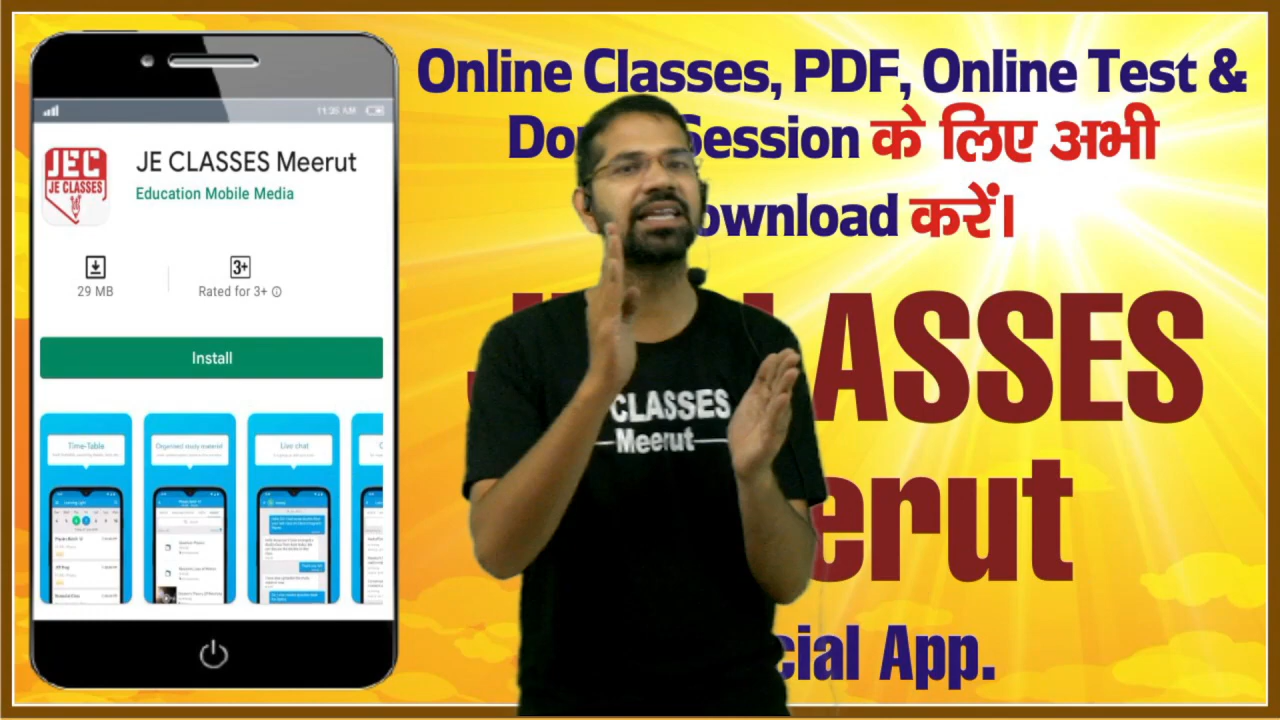 Online Classes, PDF, Online Test &
Session के लिए अभी
ownload करें।
LASSES
erut
cial App.
11:35 AM
JEC
JE CLASSES
JE CLASSES Meerut
Education Mobile Media
3+
29 MB
Rated for 3+
Install
Time-Table
Organised study material
Live chat
CLASSES
Meerut